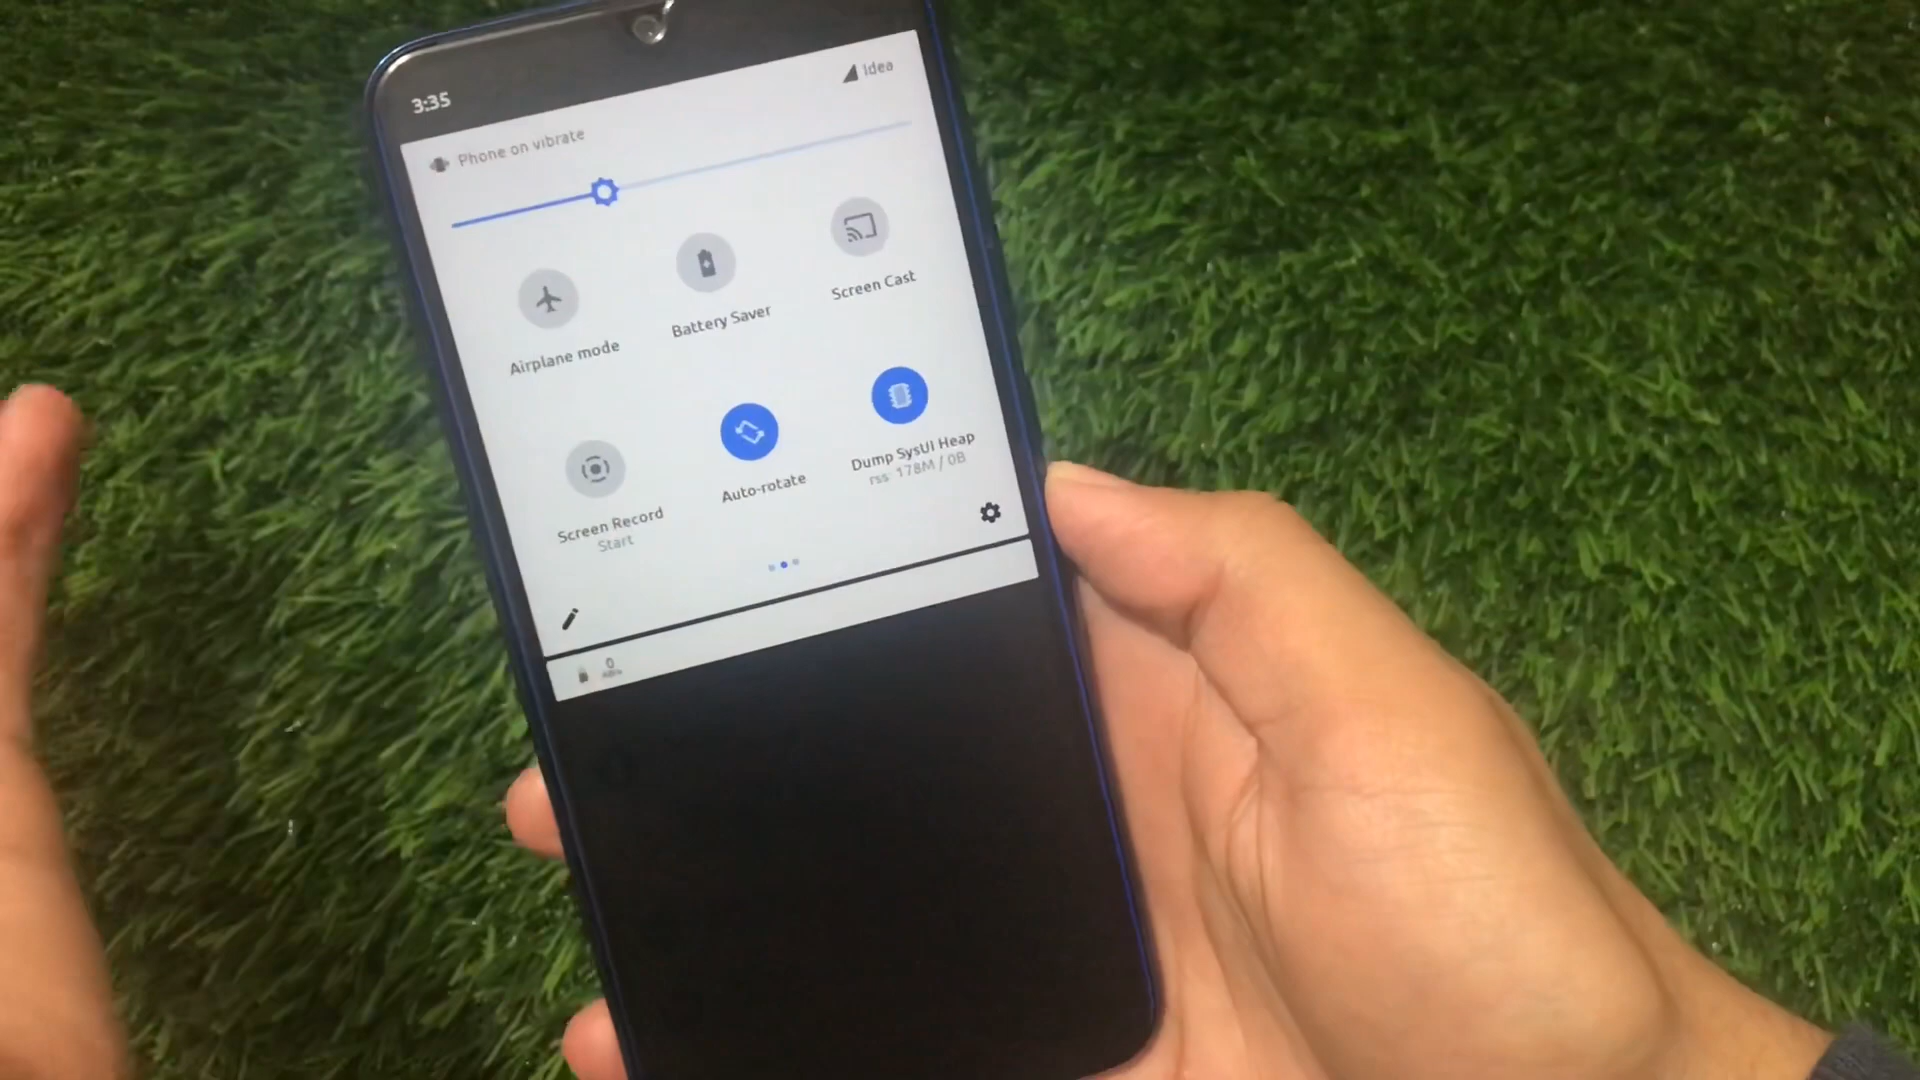 3:35
Idea
Phone on vibrate
Airplane mode
Battery Saver
Screen Cast
Screen Record
Start
Auto-rotate
Dump SysUI Heap
rss: 178M / 0B
0